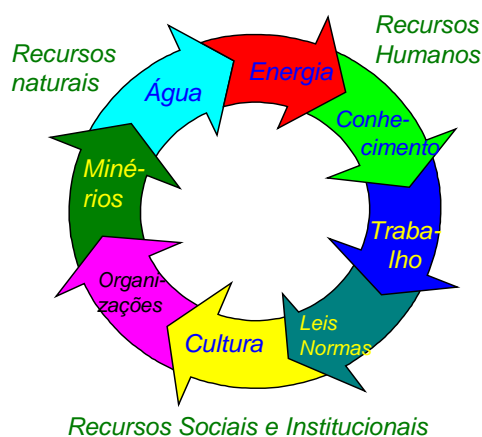 Recursos
naturais
Recursos
Humanos
Água
Energia
Conhe-
cimento
Traba-
lho
Leis
Normas
Cultura
Organi-
zações
Miné-
rios
Recursos Sociais e Institucionais